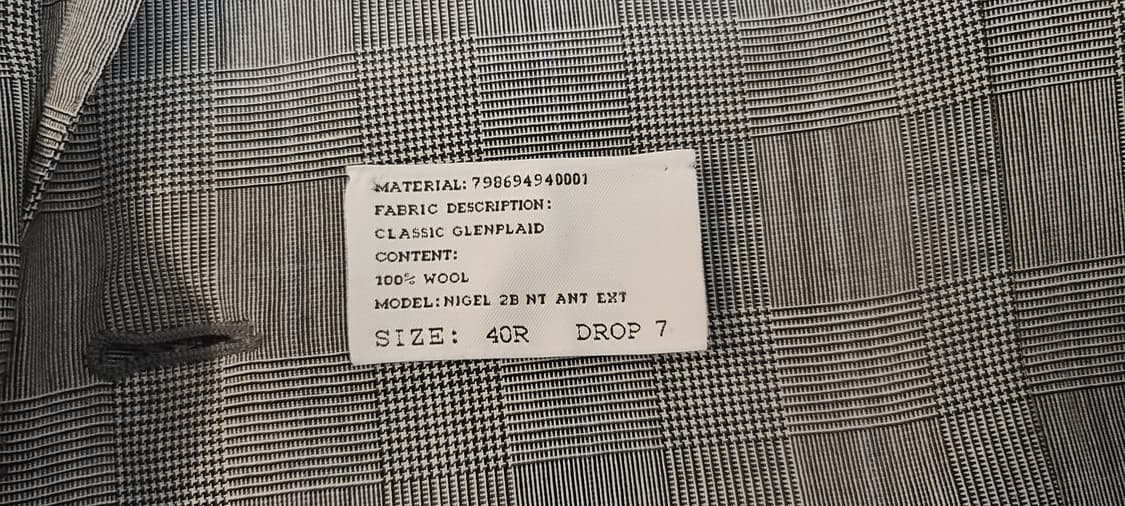 MATERIAL: 798694940001
FABRIC DESCRIPTION:
CLASSIC GLENPLAID
CONTENT:
100% WOOL
MODEL: NIGEL 2B NT ANT EXT
SIZE: 40R DROP 7